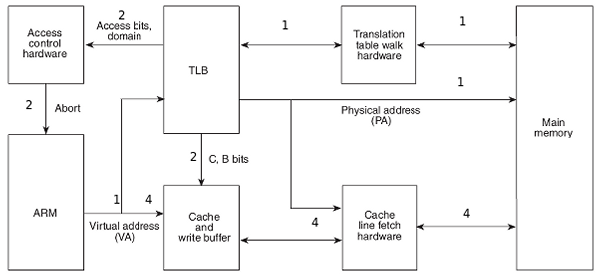 2
Access bits,
domain
1
1
Access
control
hardware
TLB
Translation
table walk
hardware
Main
memory
2
Abort
1
Physical address
(PA)
2
C, B bits
ARM
1
4
Virtual address
(VA)
Cache
and
write buffer
4
Cache
line fetch
hardware
4